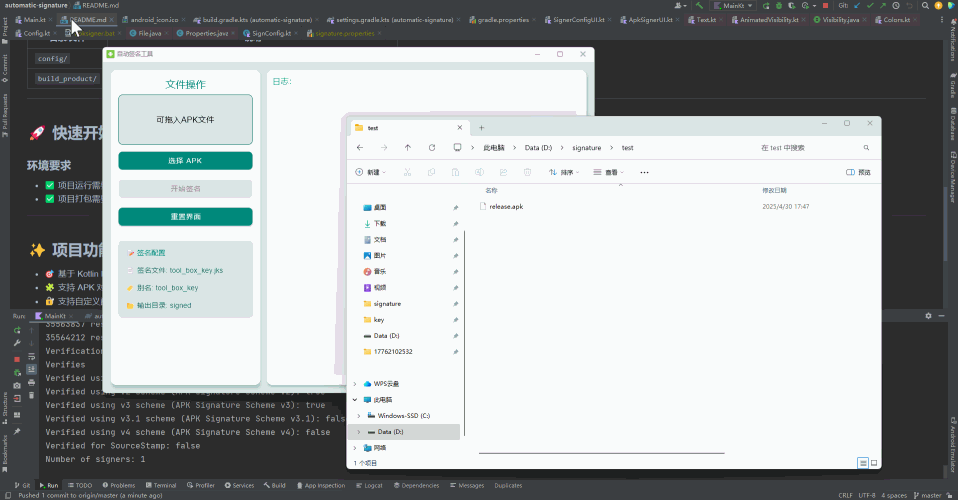 automatic-signature
README.md
Main.kt
README.md
android_icon.ico
build.gradle.kts (automatic-signature)
settings.gradle.kts (automatic-signature)
gradle.properties
SignerConfigUI.kt
ApkSignerUI.kt
Text.kt
AnimatedVisibility.kt
Visibility.kt
Colors.kt
MainKt
Git:
Config.kt
File.java
Properties.java
SignConfig.kt
signature.properties
Project
Commit
Pull Requests
Structure
Bookmarks
Notifications
Gradle
Database
Device Manager
Android Emulator
config/
build_product/
🚀 快速开始
环境要求
✅ 项目运行需
✅ 项目打包需
✨ 项目功能
🎯 基于 Kotlin
🧩 支持 APK 对
🔐 支持自定义
自动签名工具
文件操作
可拖入APK文件
选择 APK
开始签名
重置界面
📝 签名配置
签名文件: tool_box_key.jks
别名: tool_box_key
输出目录: signed
日志:
test
此电脑 > Data (D:) > signature > test
在 test 中搜索
新建
排序
查看
预览
名称
修改日期
release.apk
2025/4/30 17:47
桌面
下载
文档
图片
音乐
视频
signature
key
Data (D:)
17762102532
WPS云盘
此电脑
Windows-SSD (C:)
Data (D:)
网络
1 个项目
Run:
MainKt
35564212 res
Verification
Verifies
Verified using v3 scheme (APK Signature Scheme v3): true
Verified using v3.1 scheme (APK Signature Scheme v3.1): fals
Verified using v4 scheme (APK Signature Scheme v4): false
Verified for SourceStamp: false
Number of signers: 1
Git
Run
TODO
Problems
Terminal
Profiler
Services
Build
App Inspection
Logcat
Dependencies
Messages
Duplicates
Pushed 1 commit to origin/master (a minute ago)
CRLF
UTF-8
4 spaces
master